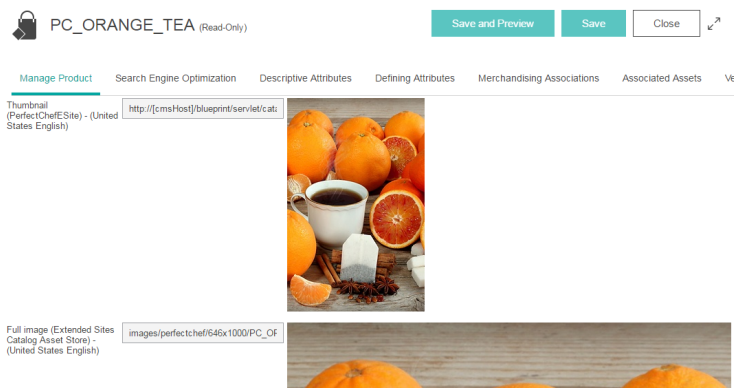 PC_ORANGE_TEA (Read-Only)
Save and Preview
Save
Close
Manage Product
Search Engine Optimization
Descriptive Attributes
Defining Attributes
Merchandising Associations
Associated Assets
Ve
Thumbnail
(PerfectChefESite) - (United
States English)
http://[cmsHost]/blueprint/servlet/cata
Full image (Extended Sites
Catalog Asset Store) -
(United States English)
images/perfectchef/646x1000/PC_OF